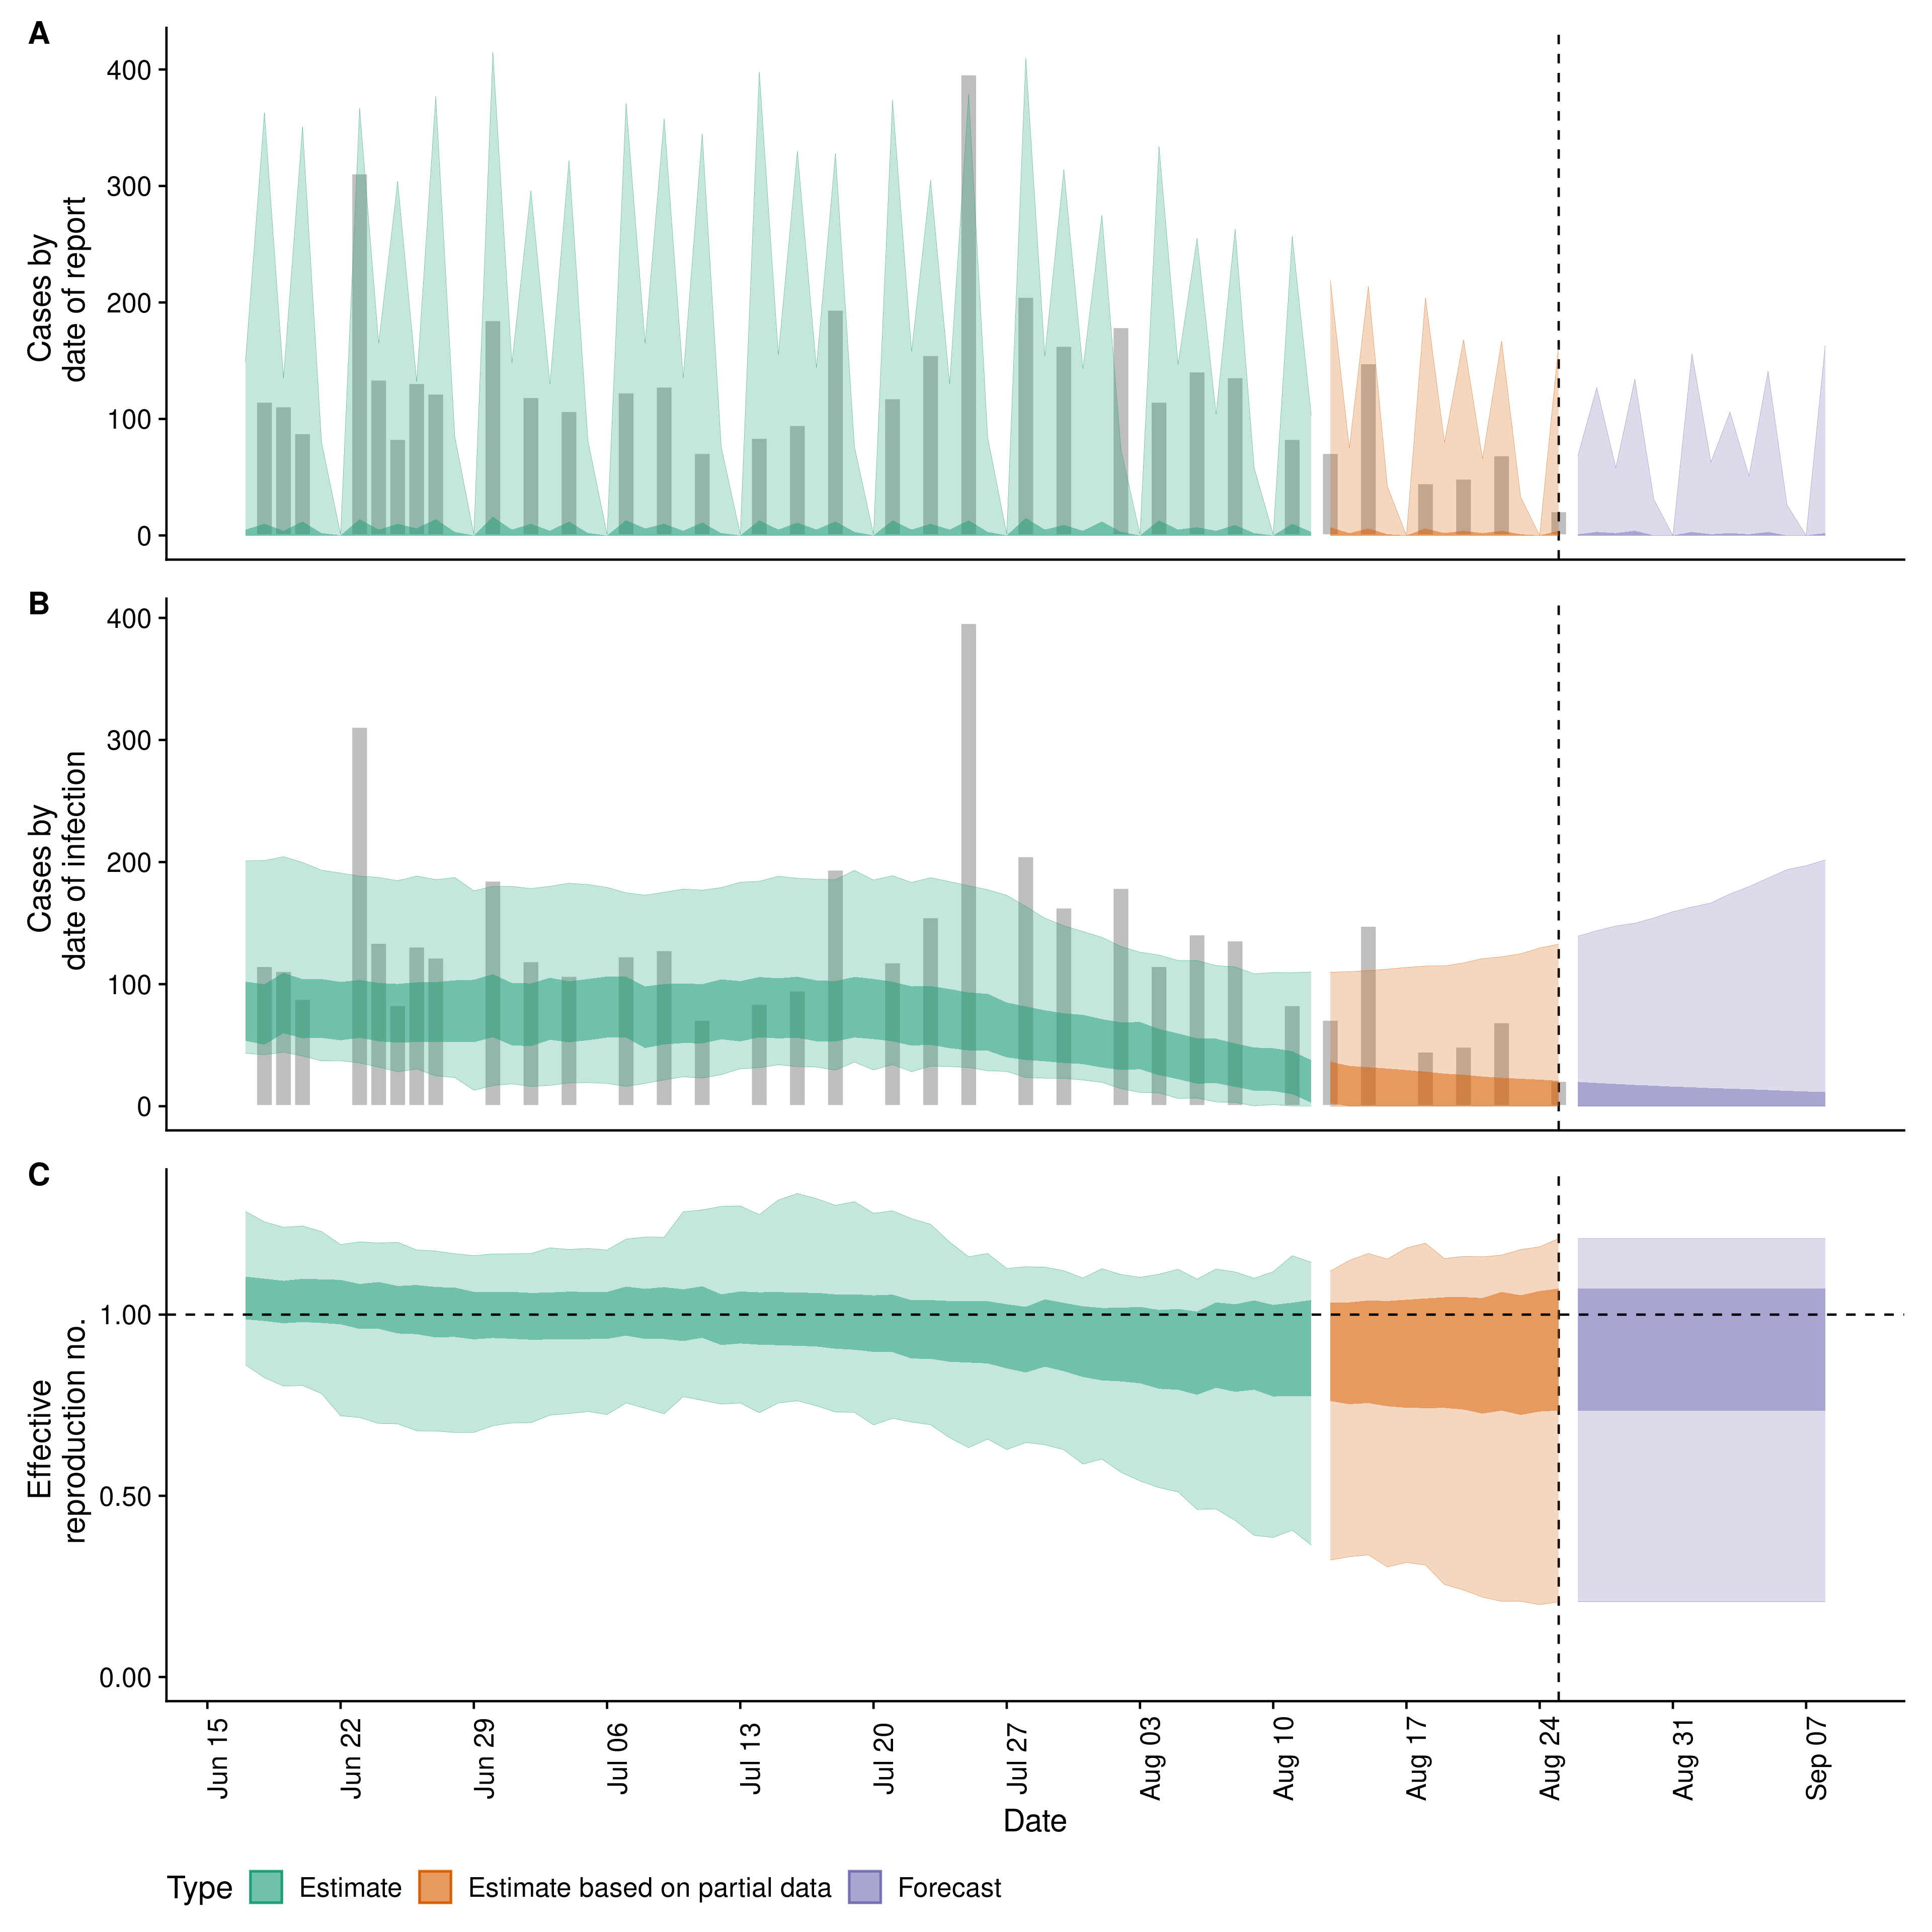 A
400
300
200
100
0
Cases by
date of report
B
400
300
200
100
0
Cases by
date of infection
C
1.00
0.50
0.00
Effective
reproduction no.
Jun 15
Jun 22
Jun 29
Jul 06
Jul 13
Jul 20
Jul 27
Aug 03
Aug 10
Aug 17
Aug 24
Aug 31
Sep 07
Date
Type Estimate Estimate based on partial data Forecast